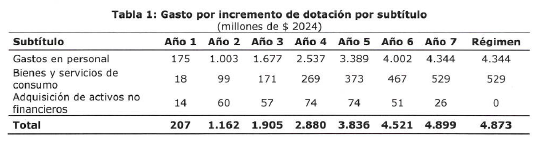 Tabla 1: Gasto por incremento de dotación por subtítulo
(millones de $ 2024)
Subtítulo Año 1 Año 2 Año 3 Año 4 Año 5 Año 6 Año 7 Régimen
Gastos en personal 175 1.003 1.677 2.537 3.389 4.002 4.344 4.344
Bienes y servicios de
consumo 18 99 171 269 373 467 529 529
Adquisición de activos no
financieros 14 60 57 74 74 51 26 0
Total 207 1.162 1.905 2.880 3.836 4.521 4.899 4.873